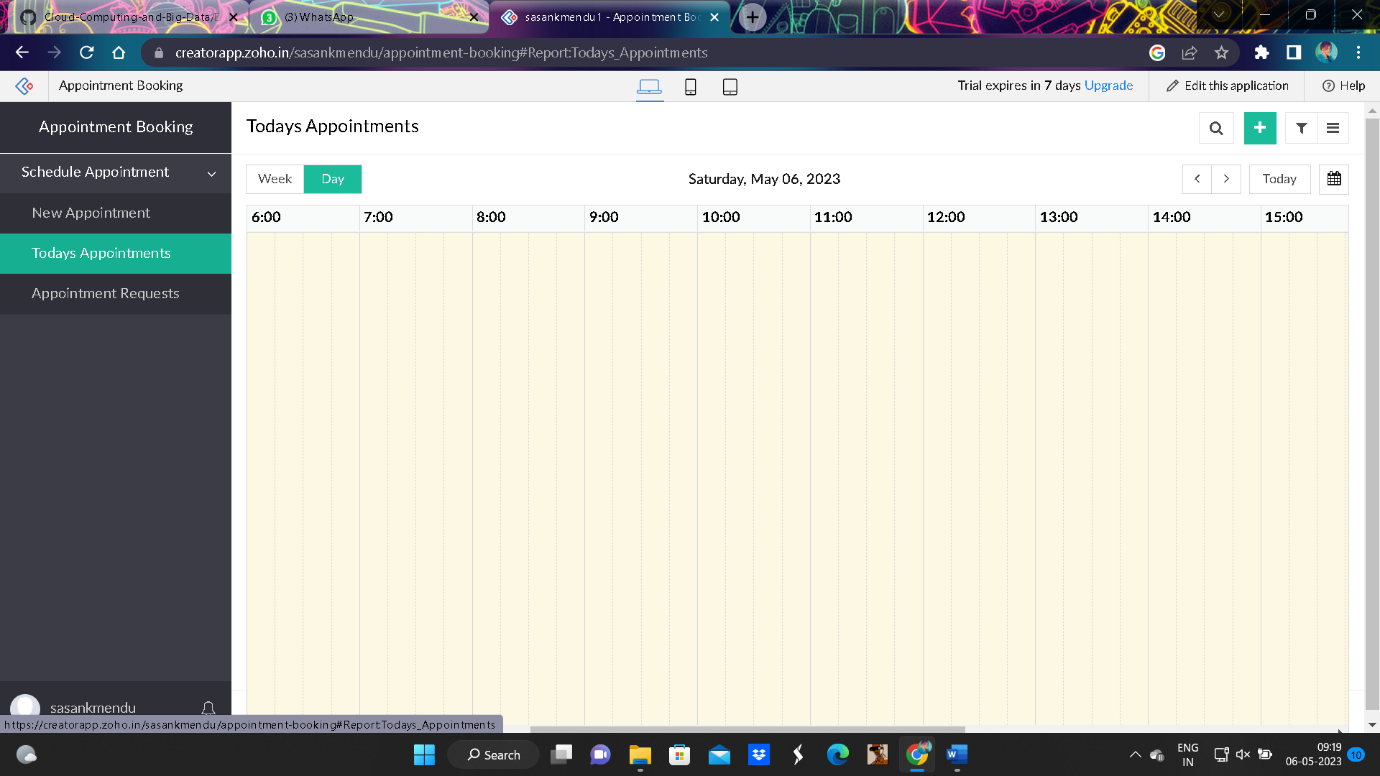 Cloud-Computing-and-Big-Data/E
(3) WhatsApp
sasankmendu1 - Appointment Boo
creatorapp.zoho.in/sasankmendu/appointment-booking#Report:Todays_Appointments
Appointment Booking
Trial expires in 7 days Upgrade
Edit this application
Help
Appointment Booking
Schedule Appointment
New Appointment
Todays Appointments
Appointment Requests
Todays Appointments
Week
Day
Saturday, May 06, 2023
Today
6:00 7:00 8:00 9:00 10:00 11:00 12:00 13:00 14:00 15:00
sasankmendu
https://creatorapp.zoho.in/sasankmendu/appointment-booking#Report:Todays_Appointments
Search
ENG
IN
09:19
06-05-2023
10